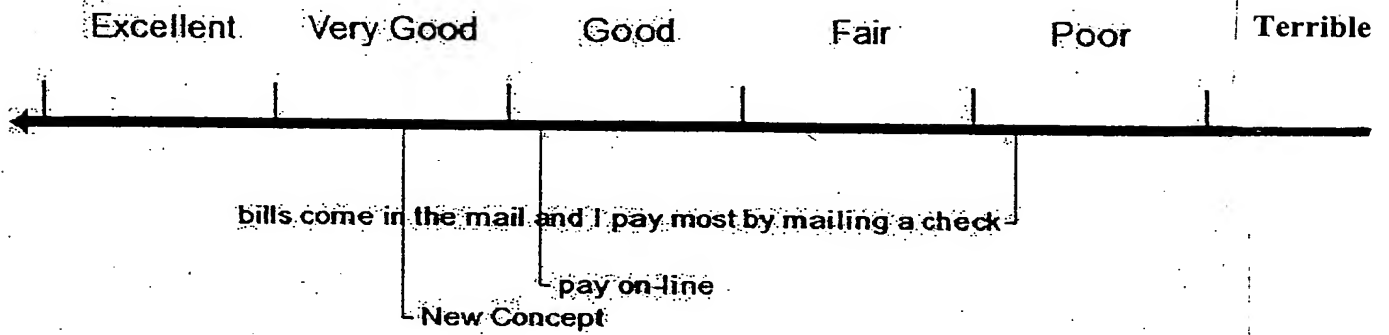 Excellent Very Good Good Fair Poor Terrible
bills come in the mail and I pay most by mailing a check
pay on-line
New Concept